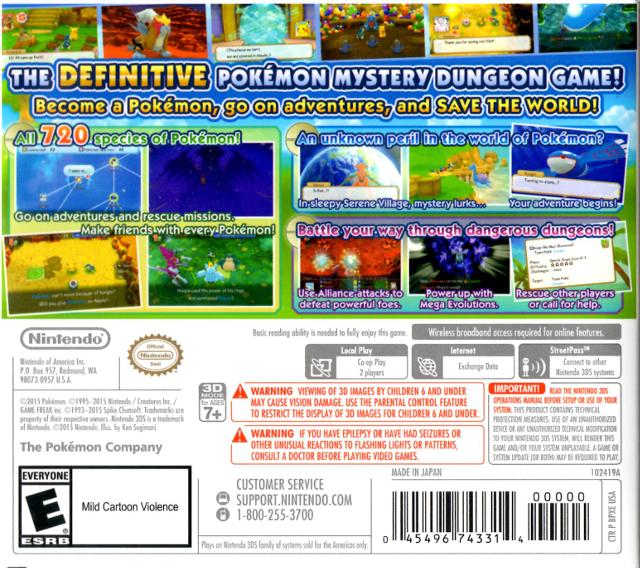 Thank you for saving our Elder!
THE DEFINITIVE POKÉMON MYSTERY DUNGEON GAME!
Become a Pokémon, go on adventures, and SAVE THE WORLD!
All 720 species of Pokémon!
Go on adventures and rescue missions.
Make friends with every Pokémon!
An unknown peril in the world of Pokémon?
In sleepy Serene Village, mystery lurks...
Your adventure begins!
Battle your way through dangerous dungeons!
Use Alliance attacks to
defeat powerful foes.
Power up with
Mega Evolutions.
Rescue other players
or call for help.
Nintendo®
Official
Nintendo
Seal
Nintendo of America Inc.
P.O. Box 957, Redmond, WA
98073-0957 U.S.A.
©2015 Pokémon. ©1995-2015 Nintendo / Creatures Inc. /
GAME FREAK inc. ©1993-2015 Spike Chunsoft. Trademarks are
property of their respective owners. Nintendo 3DS is a trademark
of Nintendo. ©2015 Nintendo. Illus. by Ken Sugimori
The Pokémon Company
Basic reading ability is needed to fully enjoy this game.
Wireless broadband access required for online features.
Local Play
Co-op Play
2 players
Internet
Exchange Data
StreetPass™
Connect to other
Nintendo 3DS systems
3D
MODE
for AGES
7+
WARNING VIEWING OF 3D IMAGES BY CHILDREN 6 AND UNDER
MAY CAUSE VISION DAMAGE. USE THE PARENTAL CONTROL FEATURE
TO RESTRICT THE DISPLAY OF 3D IMAGES FOR CHILDREN 6 AND UNDER.
WARNING IF YOU HAVE EPILEPSY OR HAVE HAD SEIZURES OR
OTHER UNUSUAL REACTIONS TO FLASHING LIGHTS OR PATTERNS,
CONSULT A DOCTOR BEFORE PLAYING VIDEO GAMES.
IMPORTANT! READ THE NINTENDO 3DS
OPERATIONS MANUAL BEFORE SETUP OR USE OF YOUR
SYSTEM. THIS PRODUCT CONTAINS TECHNICAL
PROTECTION MEASURES. USE OF AN UNAUTHORIZED
DEVICE OR ANY UNAUTHORIZED TECHNICAL MODIFICATION
TO YOUR NINTENDO 3DS SYSTEM, WILL RENDER THIS
GAME AND/OR YOUR SYSTEM UNPLAYABLE. A GAME OR
SYSTEM UPDATE (OR BOTH) MAY BE REQUIRED TO PLAY.
MADE IN JAPAN
102419A
EVERYONE
E
ESRB
Mild Cartoon Violence
CUSTOMER SERVICE
SUPPORT.NINTENDO.COM
1-800-255-3700
Plays on Nintendo 3DS family of systems sold for the Americas only.
00000
0 45496 74331 4
CTR P BPXE USA